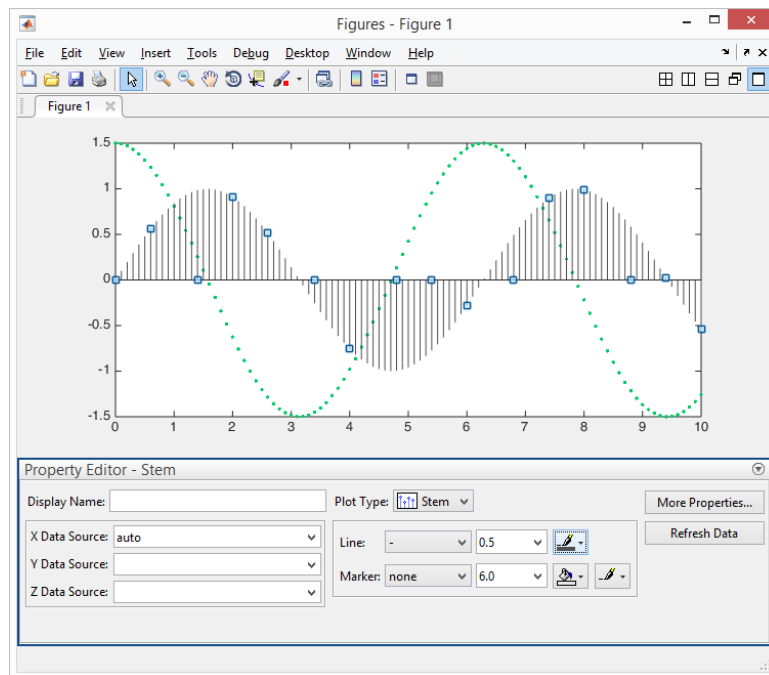 Figures - Figure 1
File Edit View Insert Tools Debug Desktop Window Help
Figure 1
1.5
1
0.5
0
-0.5
-1
-1.5
0 1 2 3 4 5 6 7 8 9 10
Property Editor - Stem
Display Name:
Plot Type: Stem
More Properties...
X Data Source: auto
Line: - 0.5
Refresh Data
Y Data Source:
Marker: none 6.0
Z Data Source: